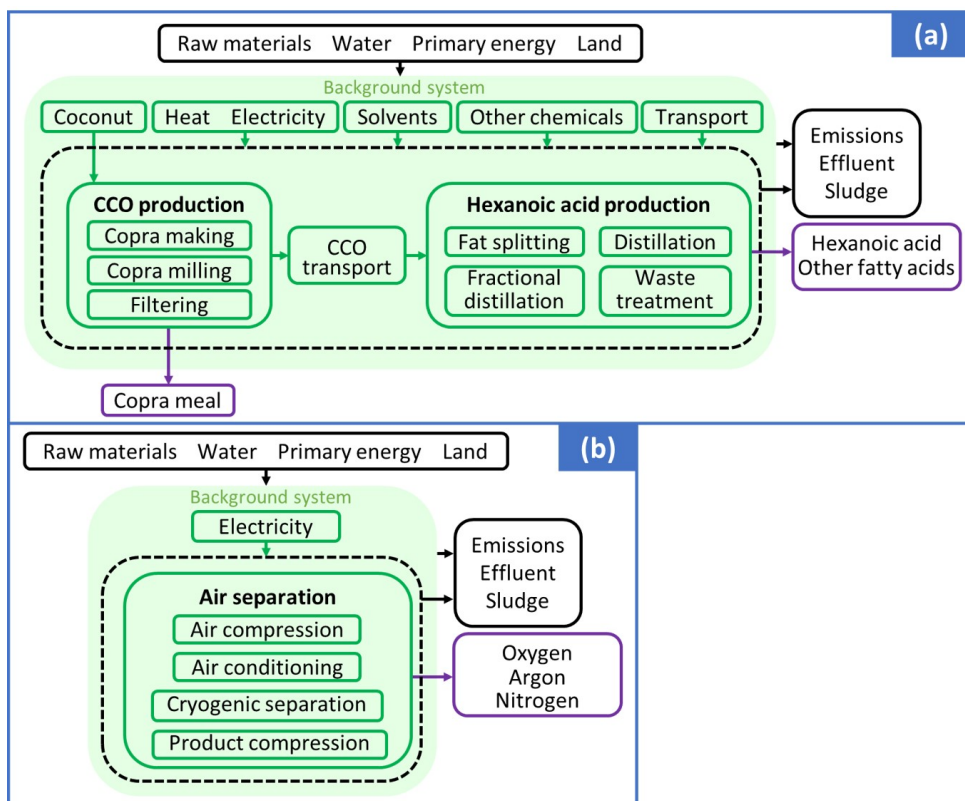 (a)
Raw materials Water Primary energy Land
Background system
Coconut Heat Electricity Solvents Other chemicals Transport
Emissions
Effluent
Sludge
CCO production
Copra making
Copra milling
Filtering
CCO
transport
Hexanoic acid production
Fat splitting Distillation
Fractional
distillation
Waste
treatment
Hexanoic acid
Other fatty acids
Copra meal
(b)
Raw materials Water Primary energy Land
Background system
Electricity
Emissions
Effluent
Sludge
Air separation
Air compression
Air conditioning
Cryogenic separation
Product compression
Oxygen
Argon
Nitrogen